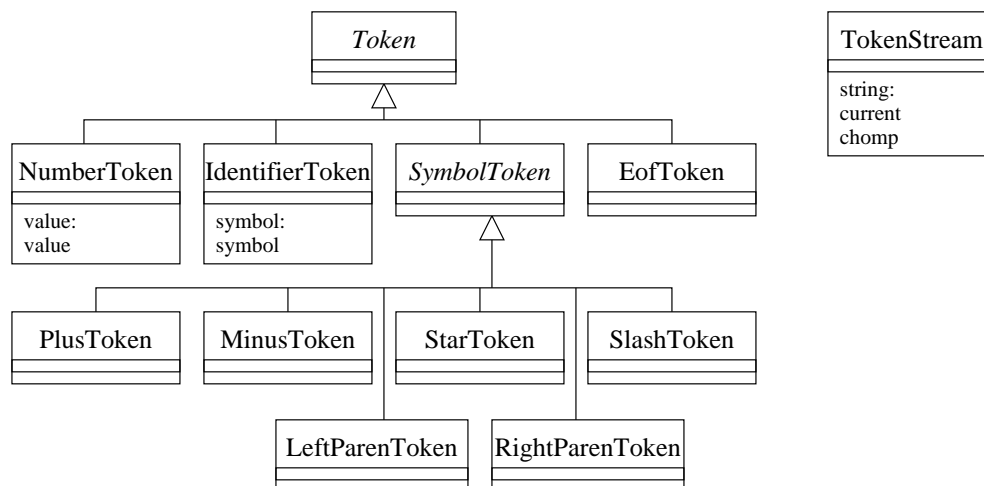 Token
TokenStream
string:
current
chomp
NumberToken
IdentifierToken
SymbolToken
EofToken
value:
value
symbol:
symbol
PlusToken
MinusToken
StarToken
SlashToken
LeftParenToken
RightParenToken